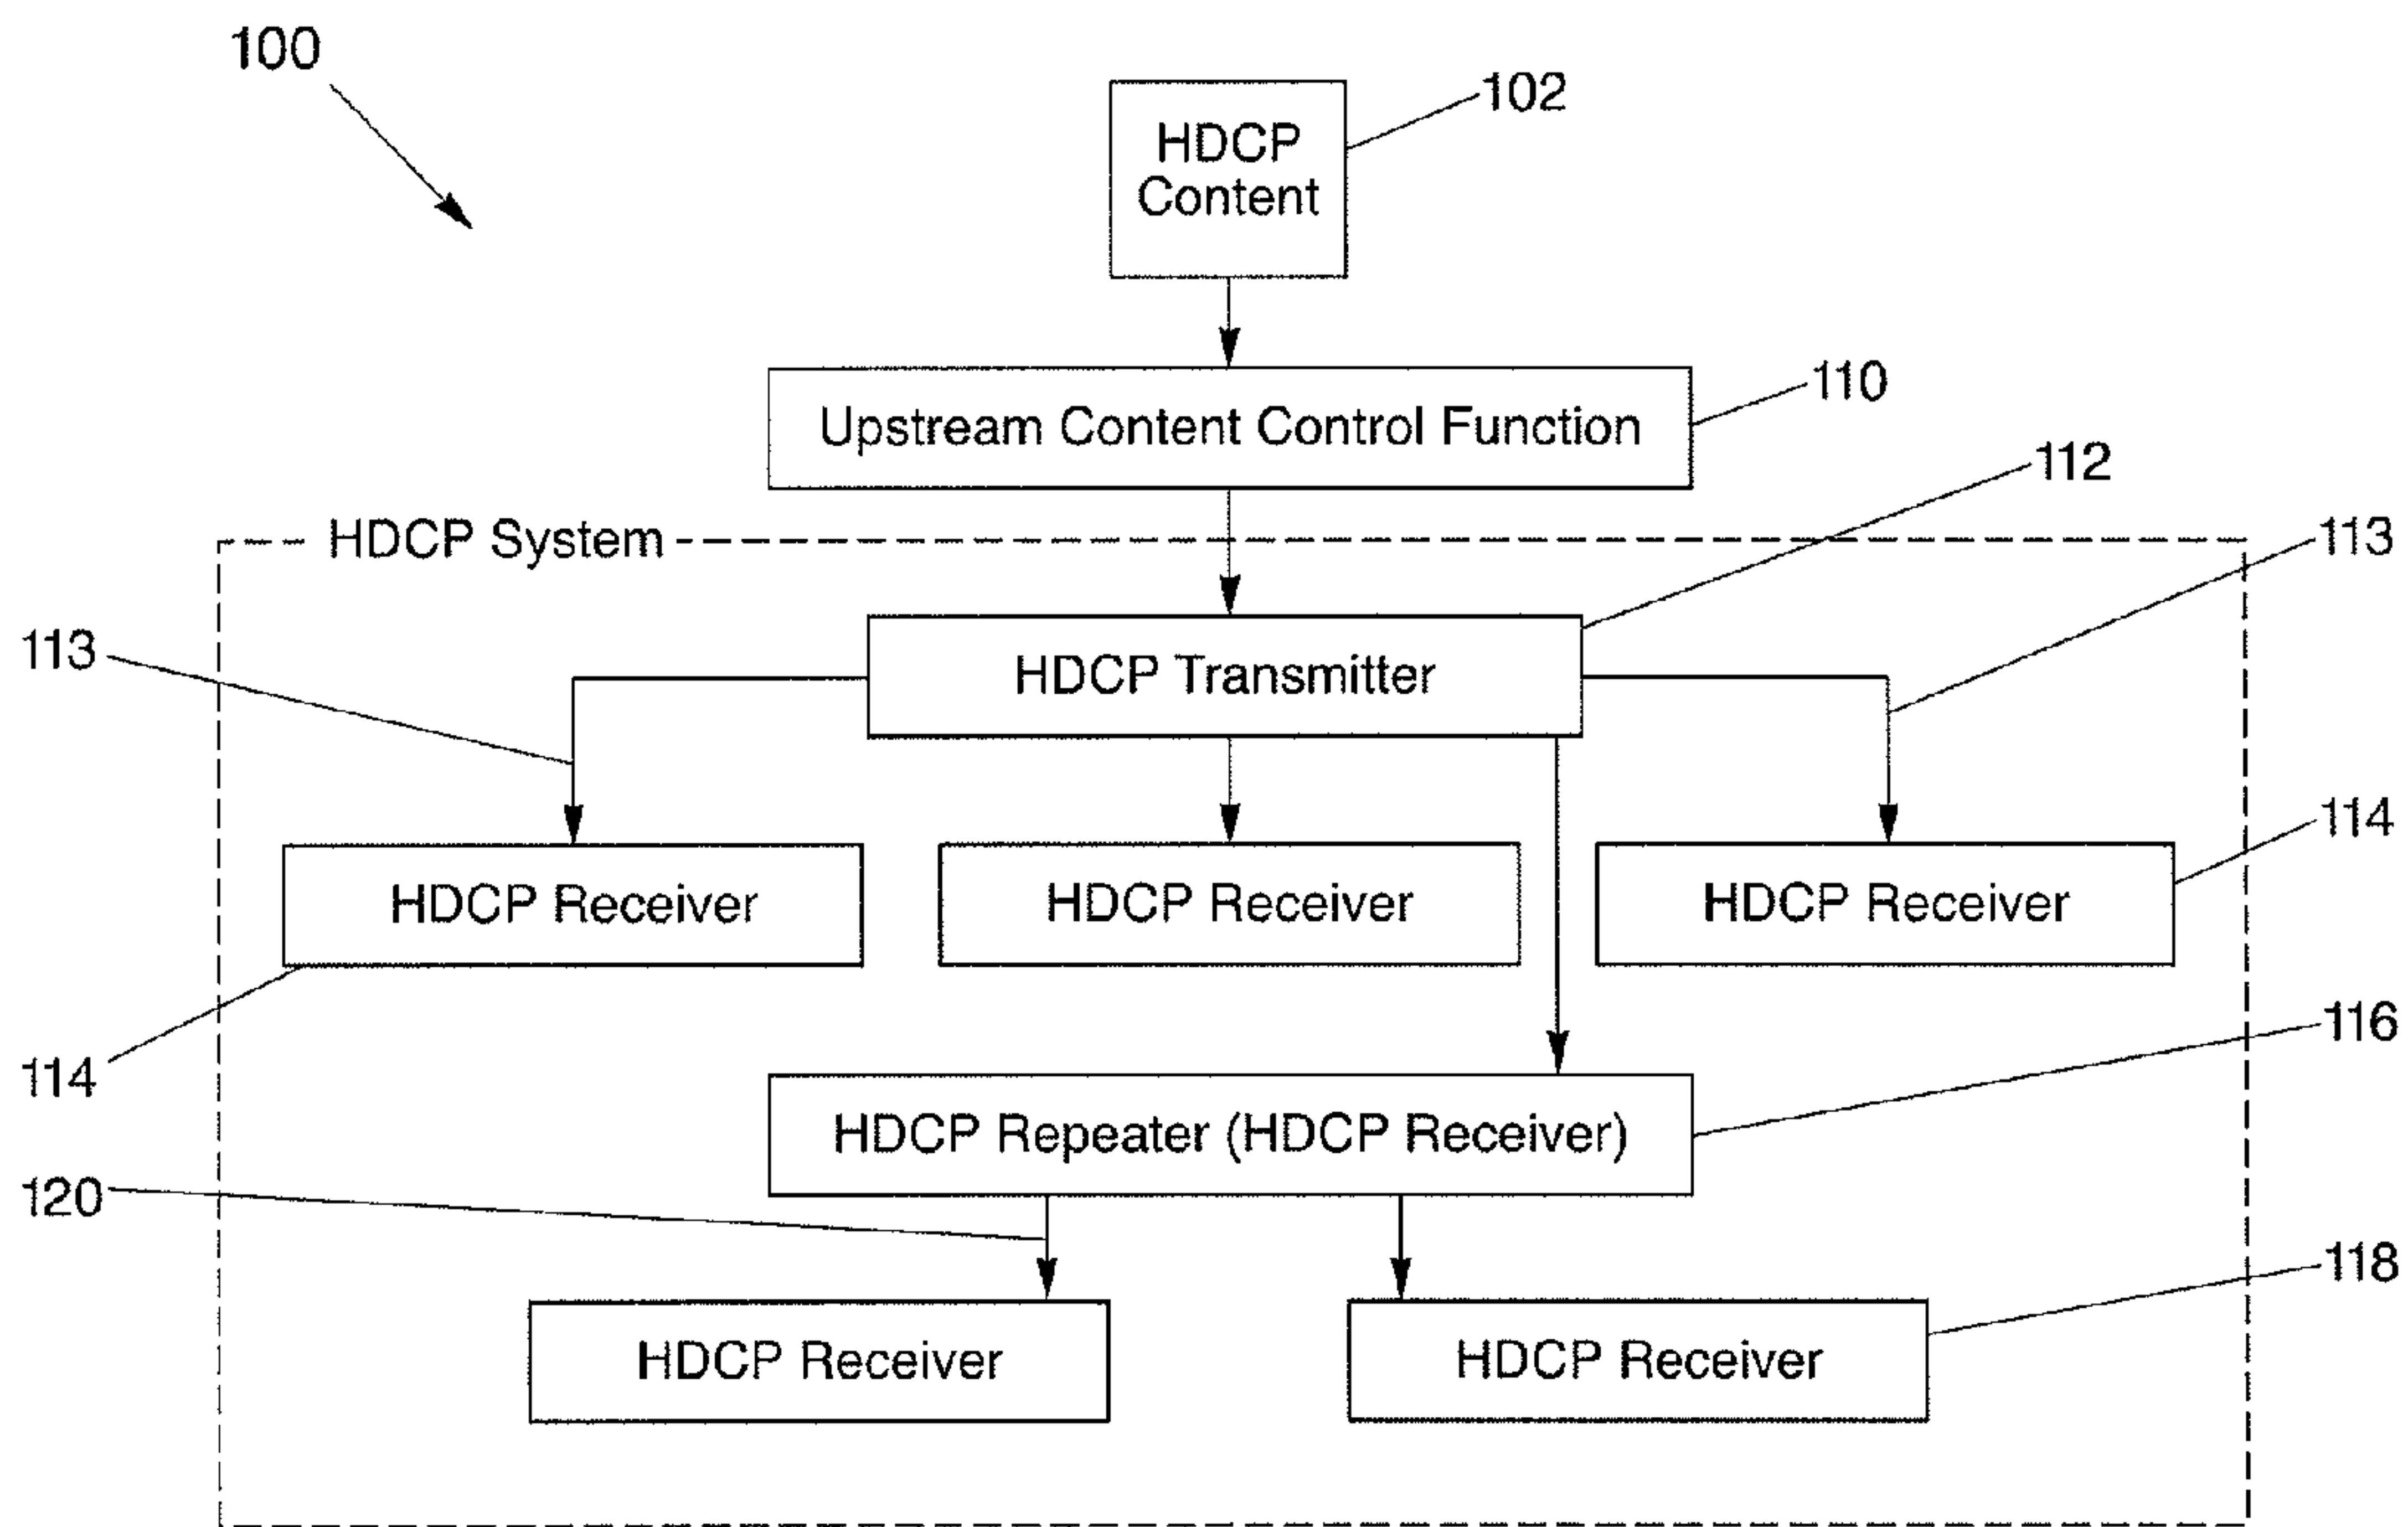 100
102
HDCP
Content
110
Upstream Content Control Function
112
HDCP System
113
113
HDCP Transmitter
114
HDCP Receiver
HDCP Receiver
HDCP Receiver
116
114
HDCP Repeater (HDCP Receiver)
120
118
HDCP Receiver
HDCP Receiver